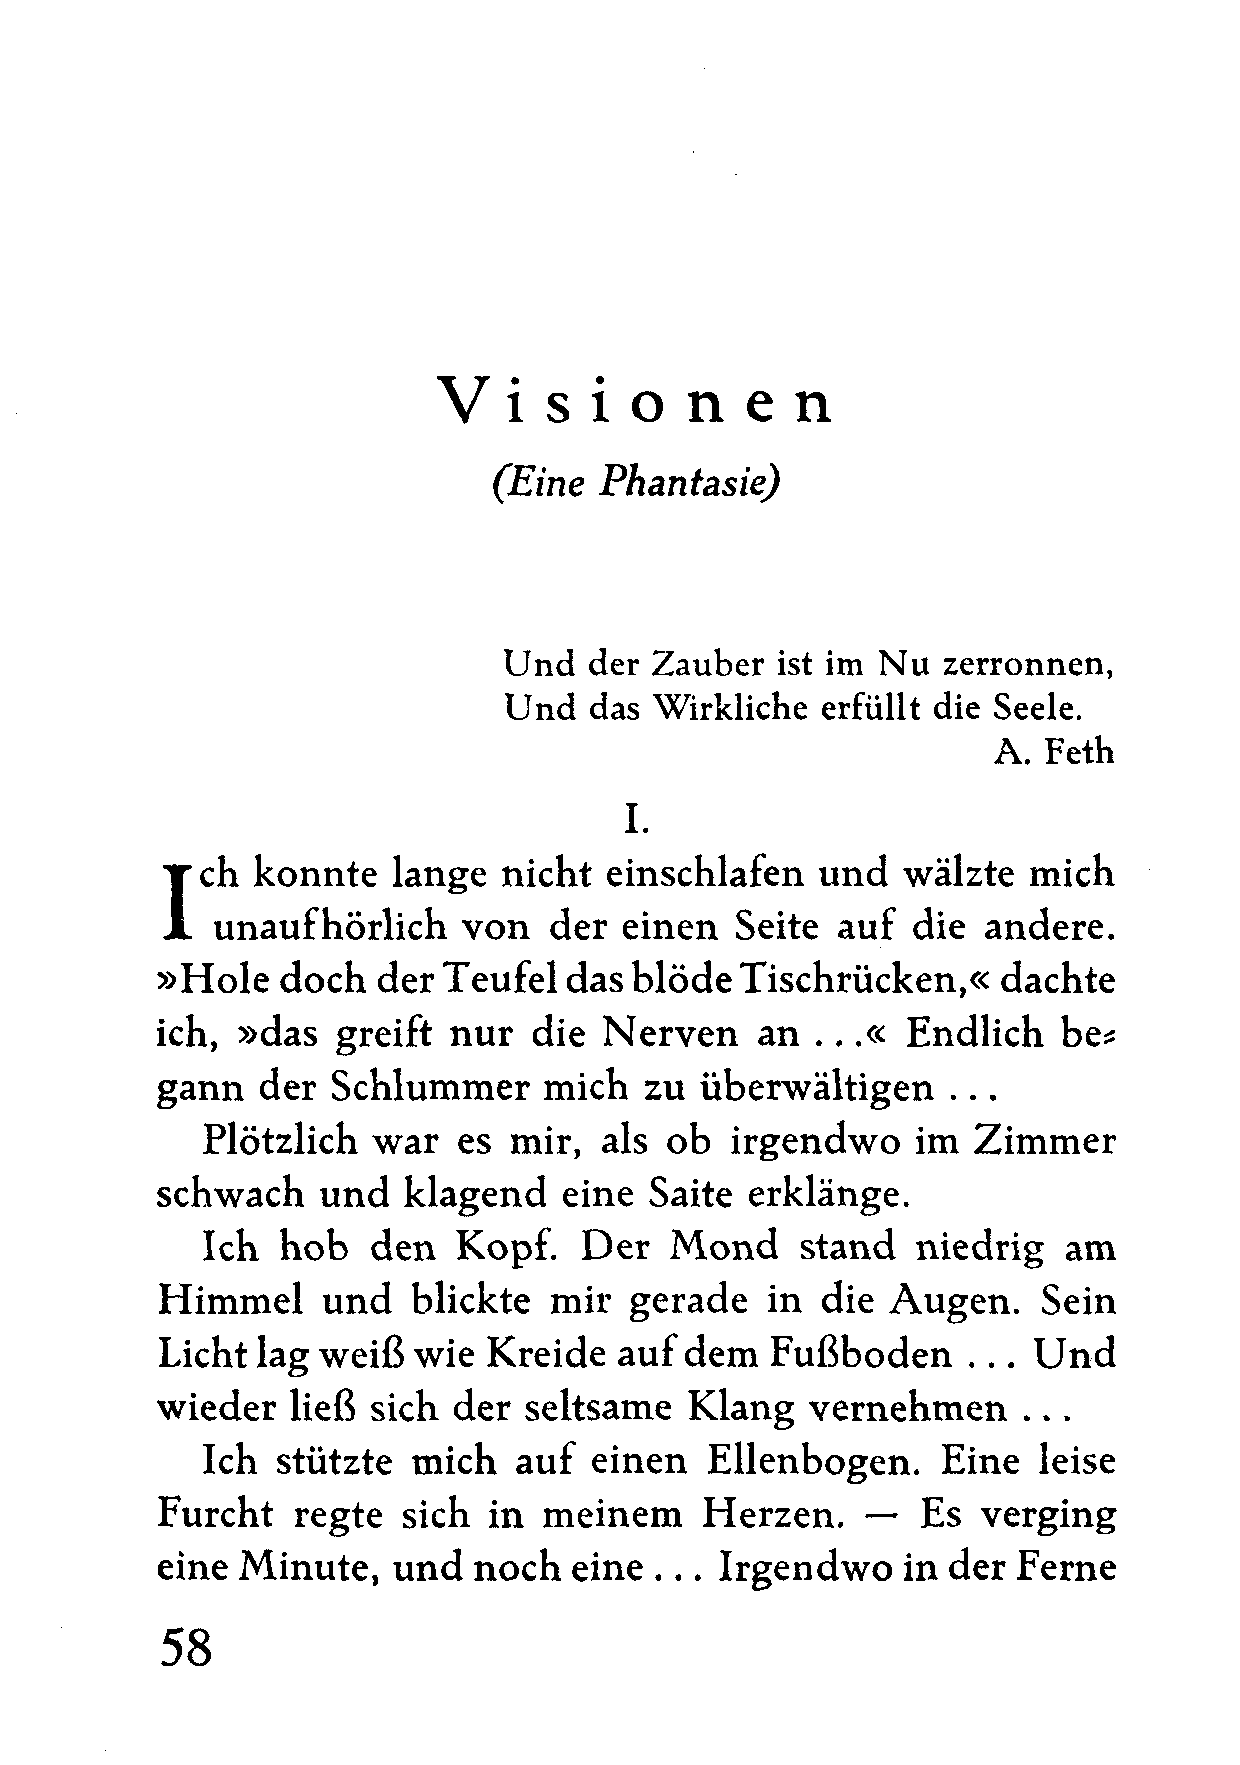 Visionen
(Eine Phantasie)
Und der Zauber ist im Nu zerronnen,
Und das Wirkliche erfüllt die Seele.
A. Feth
I.
Ich konnte lange nicht einschlafen und wälzte mich
unaufhörlich von der einen Seite auf die andere.
»Hole doch der Teufel das blöde Tischrücken,« dachte
ich, »das greift nur die Nerven an . . .« Endlich be⸗
gann der Schlummer mich zu überwältigen . . .
Plötzlich war es mir, als ob irgendwo im Zimmer
schwach und klagend eine Saite erklänge.
Ich hob den Kopf. Der Mond stand niedrig am
Himmel und blickte mir gerade in die Augen. Sein
Licht lag weiß wie Kreide auf dem Fußboden . . . Und
wieder ließ sich der seltsame Klang vernehmen . . .
Ich stützte mich auf einen Ellenbogen. Eine leise
Furcht regte sich in meinem Herzen. — Es verging
eine Minute, und noch eine . . . Irgendwo in der Ferne
58